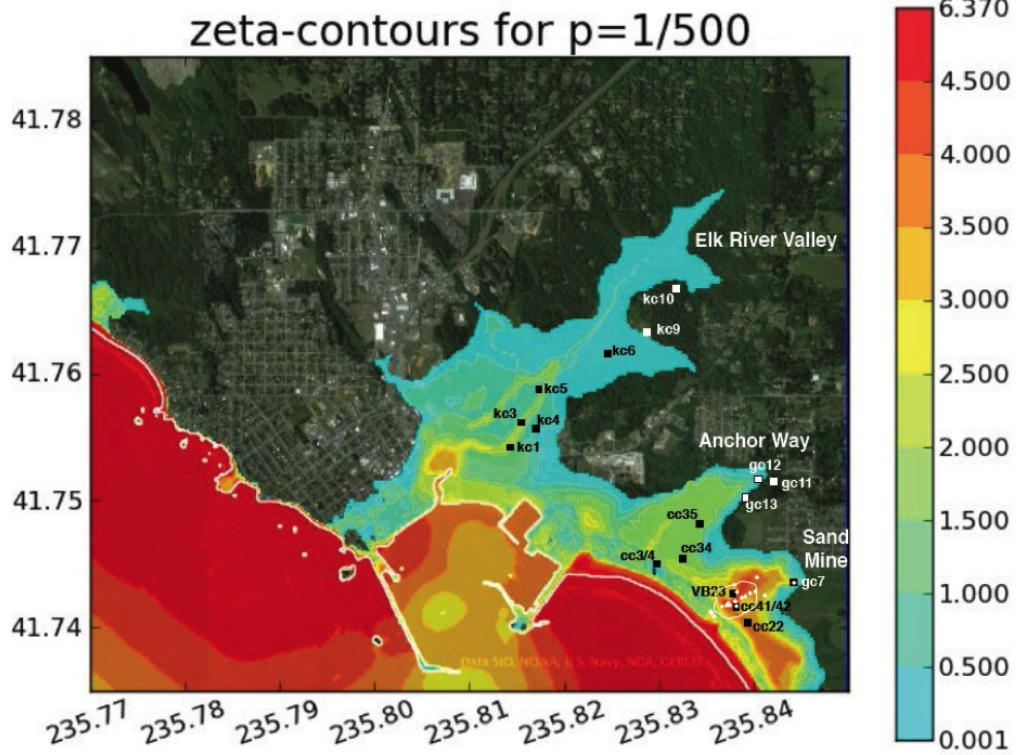 zeta-contours for p=1/500
6.370
4.500
4.000
3.500
3.000
2.500
2.000
1.500
1.000
0.500
0.001
41.78
41.77
41.76
41.75
41.74
Elk River Valley
kc10
kc9
kc6
kc5
kc3
kc4
kc1
Anchor Way
gc12
gc11
gc13
cc35
Sand
Mine
cc3/4
cc34
gc7
VB23
cc41/42
cc22
Data SIO, NOAA, U.S. Navy, NGA, GEBCO
235.77
235.78
235.79
235.80
235.81
235.82
235.83
235.84